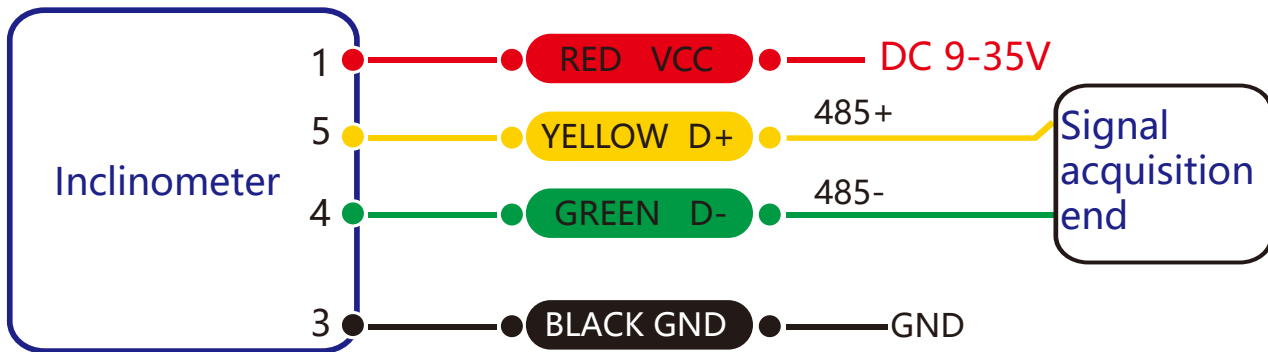 Inclinometer
1 RED VCC DC 9-35V
5 YELLOW D+ 485+
4 GREEN D- 485-
3 BLACK GND GND
Signal
acquisition
end